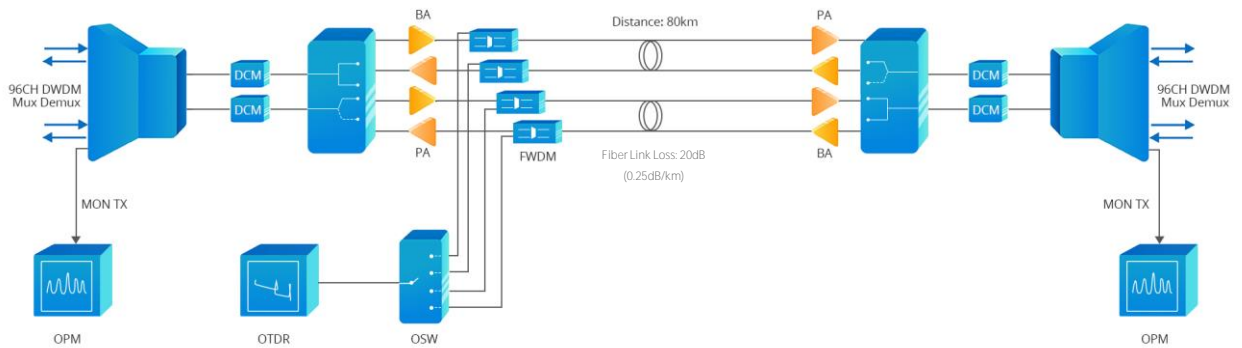 BA
Distance: 80km
PA
DCM
DCM
96CH DWDM
Mux Demux
DCM
DCM
96CH DWDM
Mux Demux
PA
FWDM
Fiber Link Loss: 20dB
(0.25dB/km)
BA
MON TX
MON TX
OPM
OTDR
OSW
OPM